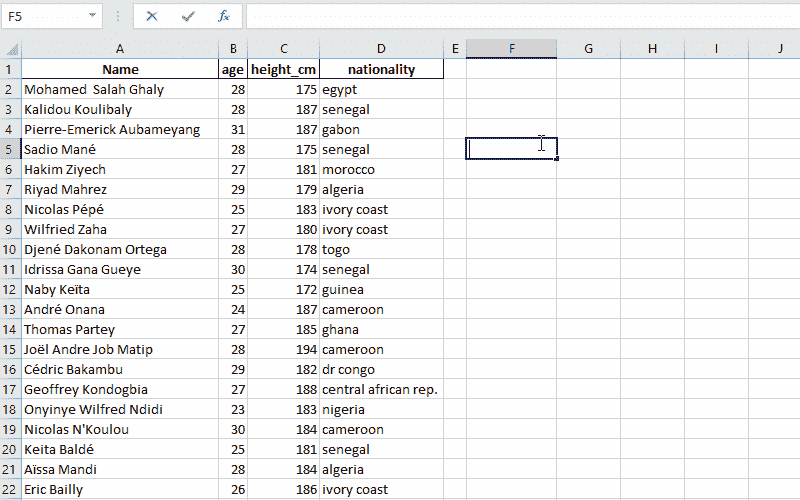 F5 fx
A B C D E F G H I J
1 Name age height_cm nationality
2 Mohamed  Salah Ghaly 28 175 egypt
3 Kalidou Koulibaly 28 187 senegal
4 Pierre-Emerick Aubameyang 31 187 gabon
5 Sadio Mané 28 175 senegal
6 Hakim Ziyech 27 181 morocco
7 Riyad Mahrez 29 179 algeria
8 Nicolas Pépé 25 183 ivory coast
9 Wilfried Zaha 27 180 ivory coast
10 Djené Dakonam Ortega 28 178 togo
11 Idrissa Gana Gueye 30 174 senegal
12 Naby Keïta 25 172 guinea
13 André Onana 24 187 cameroon
14 Thomas Partey 27 185 ghana
15 Joël Andre Job Matip 28 194 cameroon
16 Cédric Bakambu 29 182 dr congo
17 Geoffrey Kondogbia 27 188 central african rep.
18 Onyinye Wilfred Ndidi 23 183 nigeria
19 Nicolas N'Koulou 30 184 cameroon
20 Keita Baldé 25 181 senegal
21 Aïssa Mandi 28 184 algeria
22 Eric Bailly 26 186 ivory coast